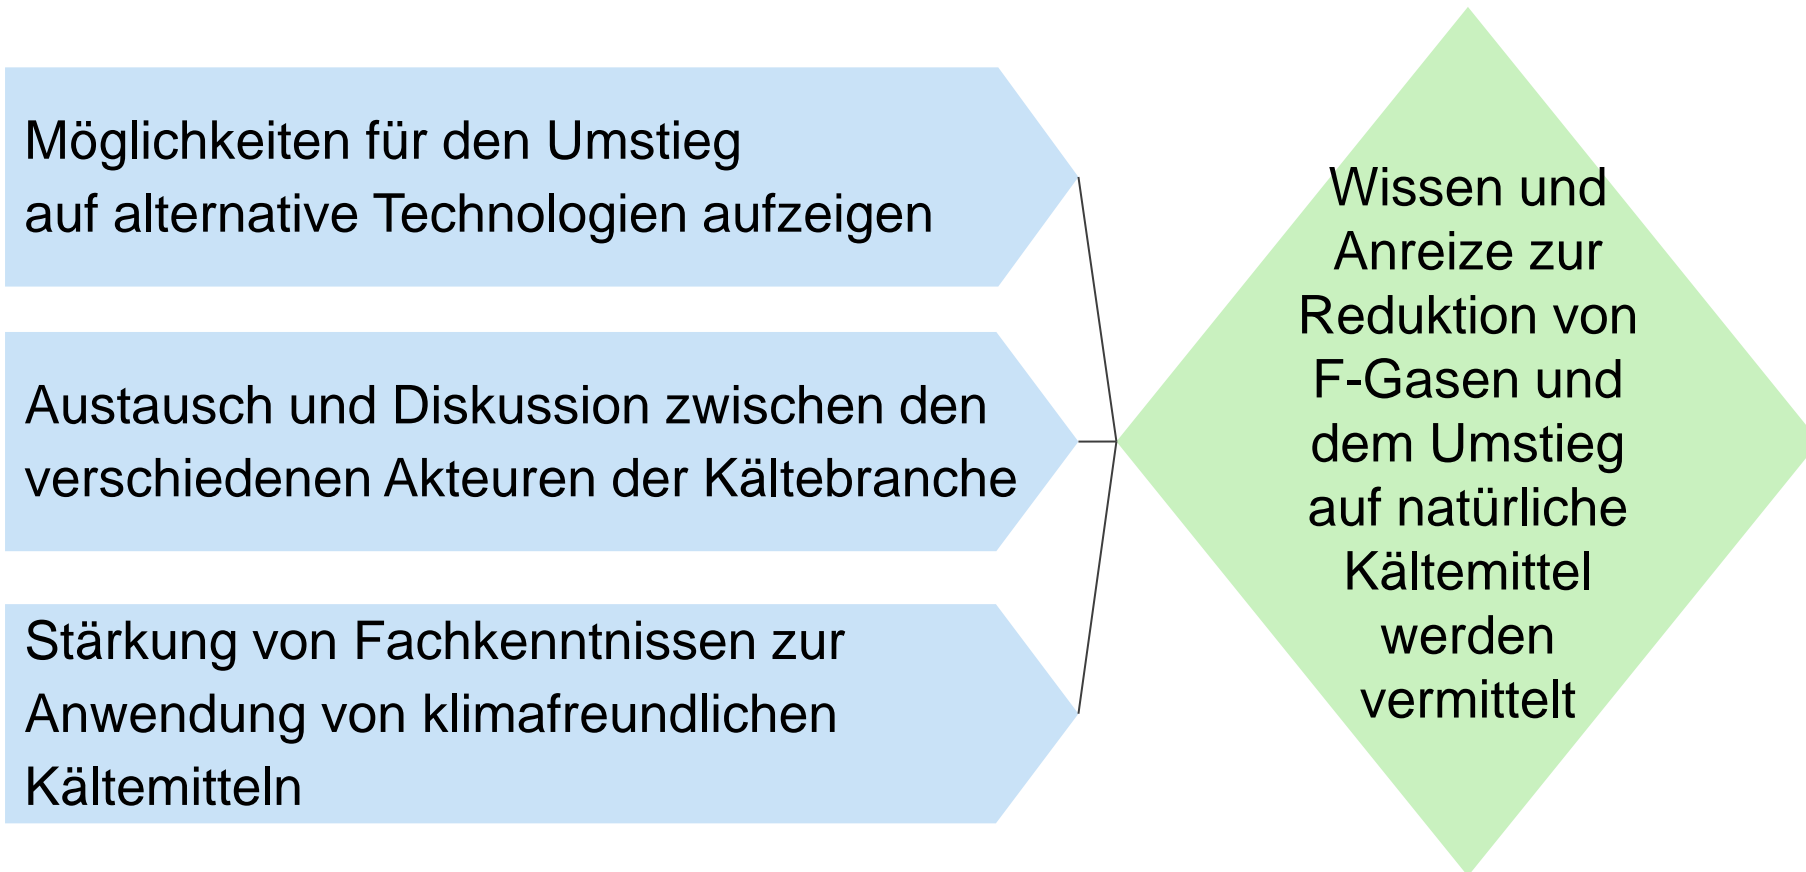 Möglichkeiten für den Umstieg
auf alternative Technologien aufzeigen
Austausch und Diskussion zwischen den
verschiedenen Akteuren der Kältebranche
Stärkung von Fachkenntnissen zur
Anwendung von klimafreundlichen
Kältemitteln
Wissen und
Anreize zur
Reduktion von
F-Gasen und
dem Umstieg
auf natürliche
Kältemittel
werden
vermittelt